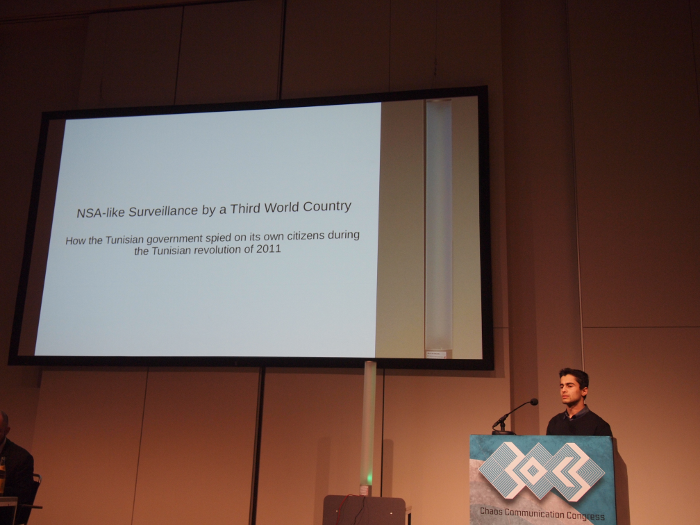 NSA-like Surveillance by a Third World Country
How the Tunisian government spied on its own citizens during
the Tunisian revolution of 2011
30C3
Chaos Communication Congress